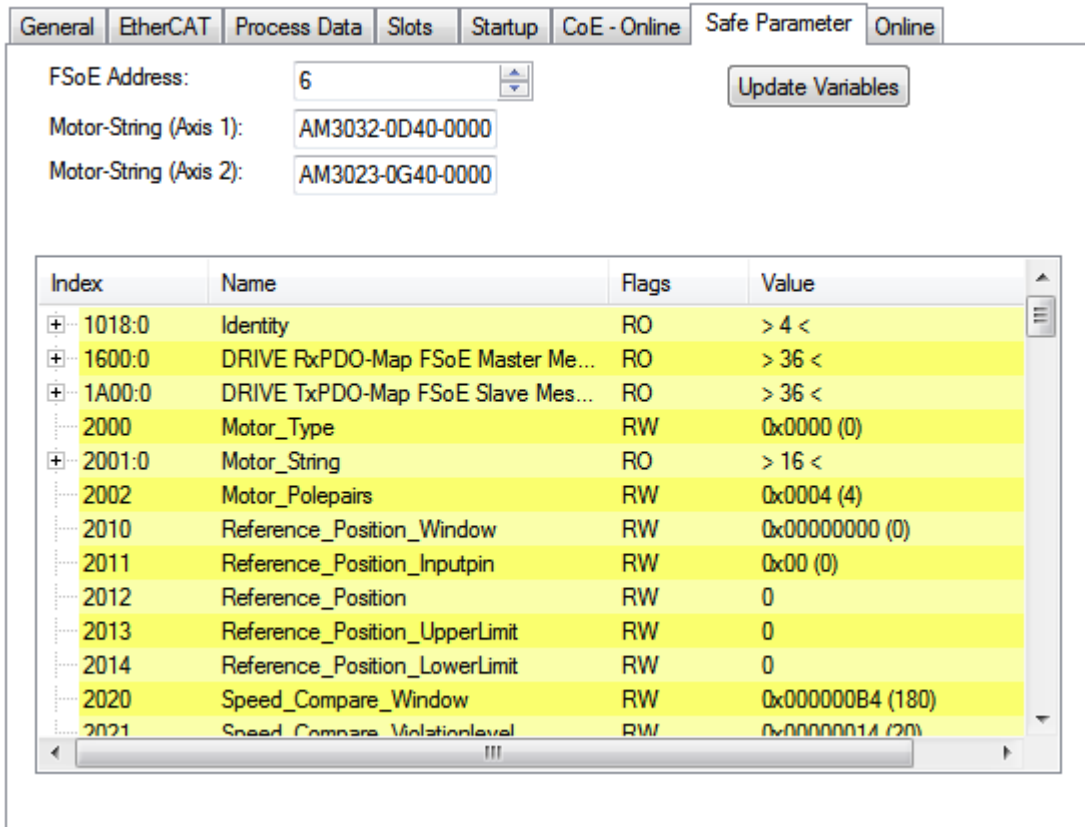 General EtherCAT Process Data Slots Startup CoE - Online Safe Parameter Online
FSoE Address: 6 Update Variables
Motor-String (Axis 1): AM3032-0D40-0000
Motor-String (Axis 2): AM3023-0G40-0000
Index Name Flags Value
1018:0 Identity RO > 4 <
1600:0 DRIVE RxPDO-Map FSoE Master Me... RO > 36 <
1A00:0 DRIVE TxPDO-Map FSoE Slave Mes... RO > 36 <
2000 Motor_Type RW 0x0000 (0)
2001:0 Motor_String RO > 16 <
2002 Motor_Polepairs RW 0x0004 (4)
2010 Reference_Position_Window RW 0x00000000 (0)
2011 Reference_Position_Inputpin RW 0x00 (0)
2012 Reference_Position RW 0
2013 Reference_Position_UpperLimit RW 0
2014 Reference_Position_LowerLimit RW 0
2020 Speed_Compare_Window RW 0x000000B4 (180)
2021 Speed_Compare_Violationlevel RW 0x00000014 (20)